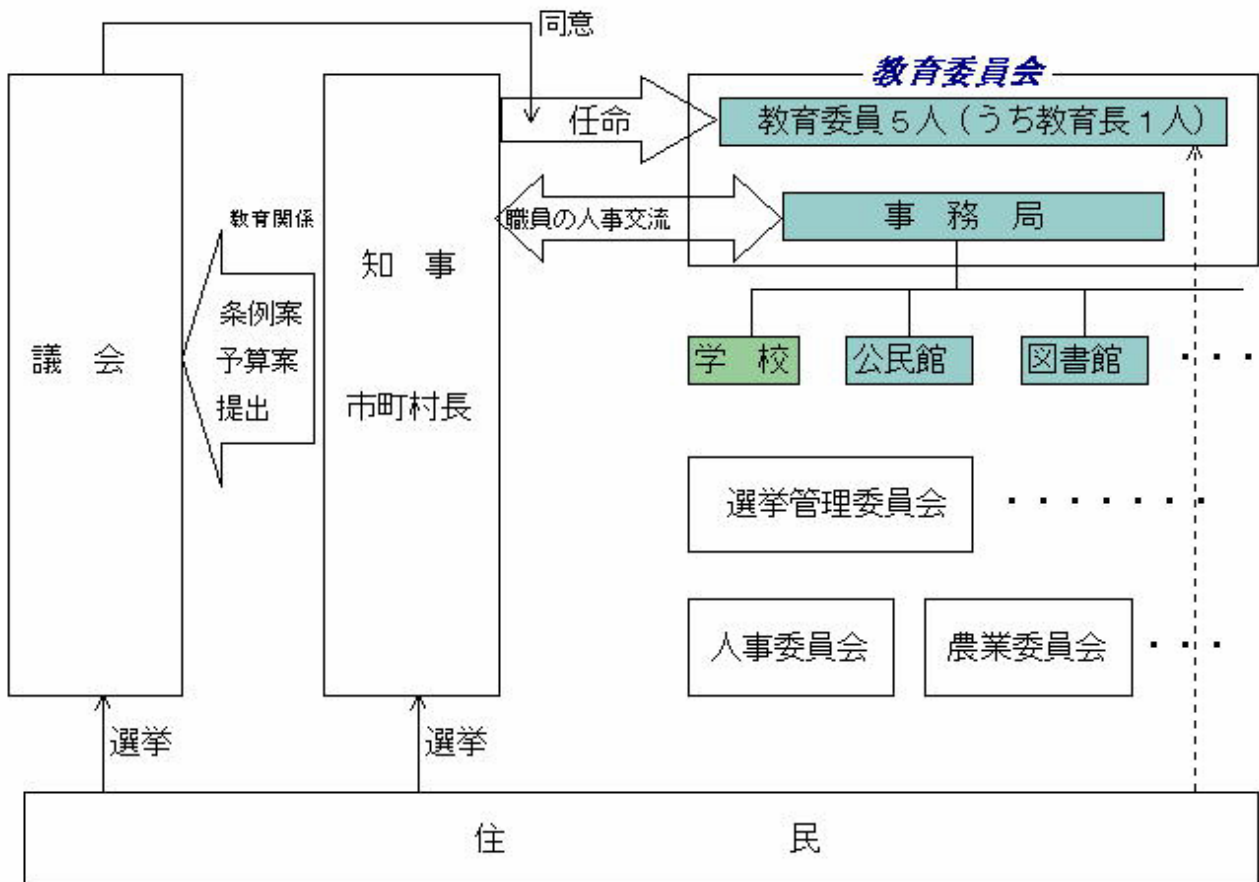 同意
教育委員会
任命
教育委員５人（うち教育長１人）
職員の人事交流
事　務　局
教育関係
条例案
予算案
提出
議　会
知　事
市町村長
学　校
公民館
図書館
・・・
選挙管理委員会
・・・・・・・
人事委員会
農業委員会
・・・
選挙
選挙
住　　　　　民